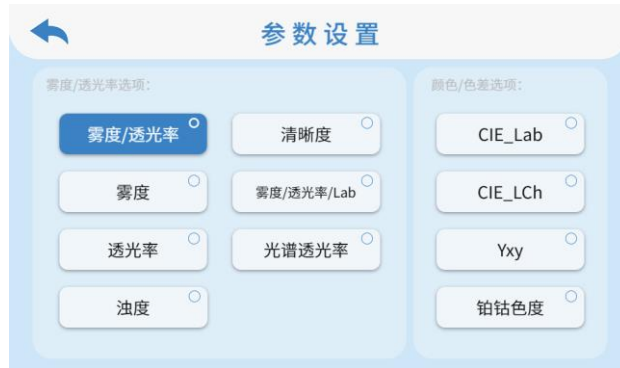 参数设置
雾度/透光率选项:
雾度/透光率
清晰度
雾度
雾度/透光率/Lab
透光率
光谱透光率
浊度
颜色/色差选项:
CIE_Lab
CIE_LCh
Yxy
铂钴色度